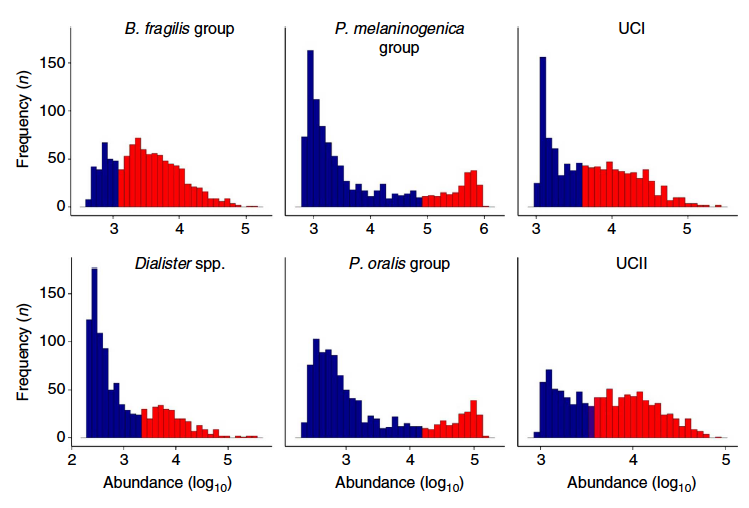 B. fragilis group
P. melaninogenica
group
UCI
Frequency (n)
150
100
50
0
3 4 5
3 4 5 6
3 4 5
Dialister spp.
P. oralis group
UCII
Frequency (n)
150
100
50
0
2 3 4 5
3 4 5
3 4 5
Abundance (log10)
Abundance (log10)
Abundance (log10)